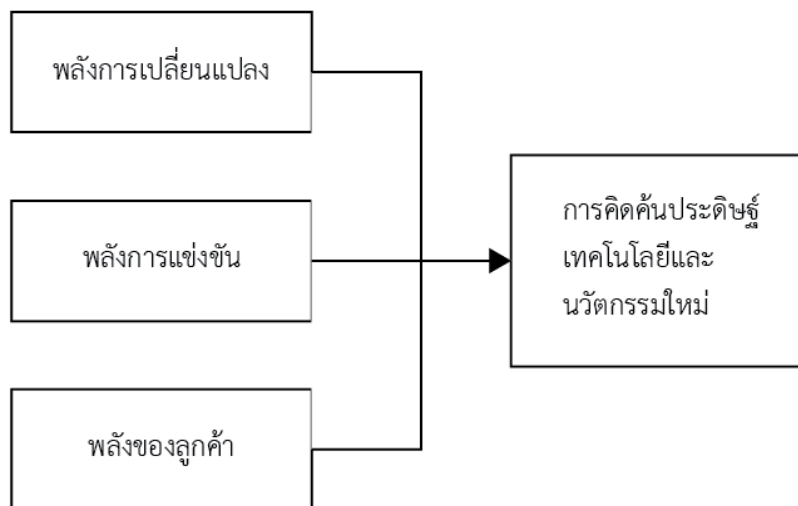 พลังการเปลี่ยนแปลง
พลังการแข่งขัน
พลังของลูกค้า
การคิดค้นประดิษฐ์
เทคโนโลยีและ
นวัตกรรมใหม่